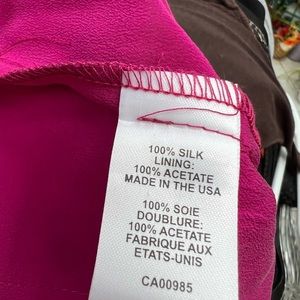 100% SILK
LINING:
100% ACETATE
MADE IN THE USA
100% SOIE
DOUBLURE:
100% ACETATE
FABRIQUE AUX
ETATS-UNIS
CA00985